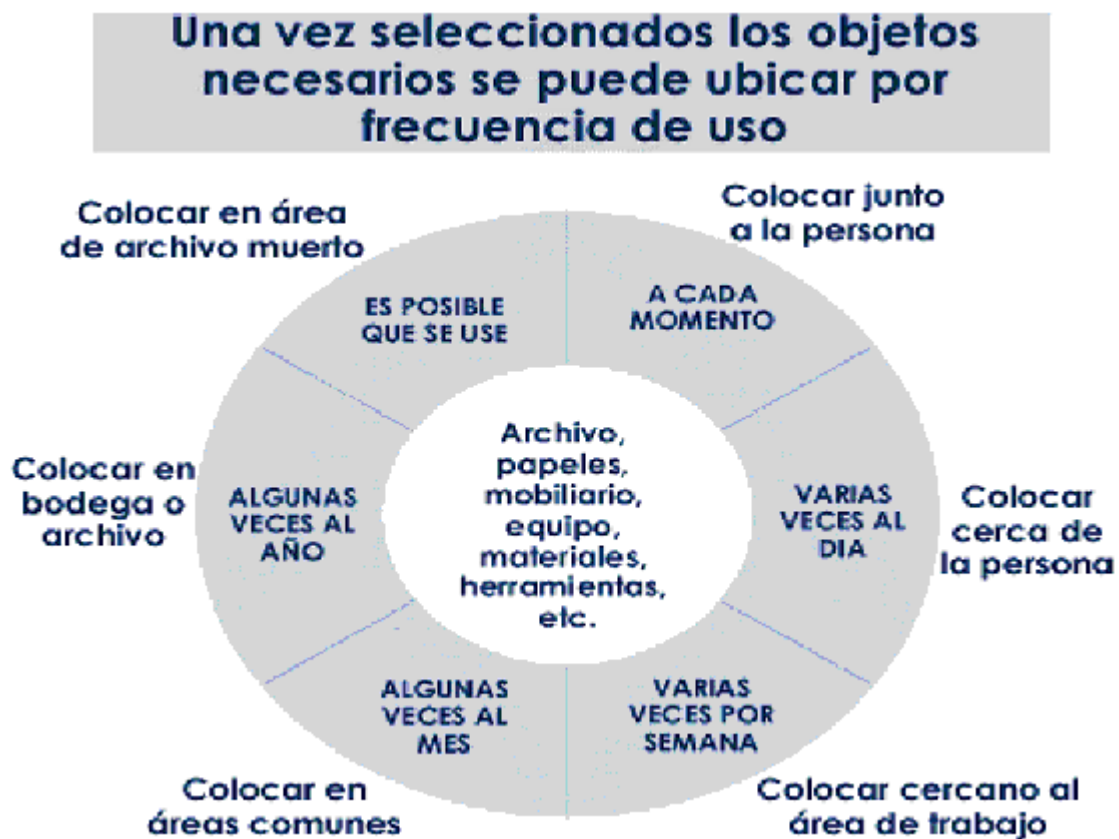 Una vez seleccionados los objetos
necesarios se puede ubicar por
frecuencia de uso
Colocar junto
a la persona
A CADA
MOMENTO
Colocar
cerca de
la persona
VARIAS
VECES AL
DIA
Colocar cercano al
área de trabajo
VARIAS
VECES POR
SEMANA
Colocar en
áreas comunes
ALGUNAS
VECES AL
MES
Colocar en
bodega o
archivo
ALGUNAS
VECES AL
AÑO
Colocar en área
de archivo muerto
ES POSIBLE
QUE SE USE
Archivo,
papeles,
mobiliario,
equipo,
materiales,
herramientas,
etc.